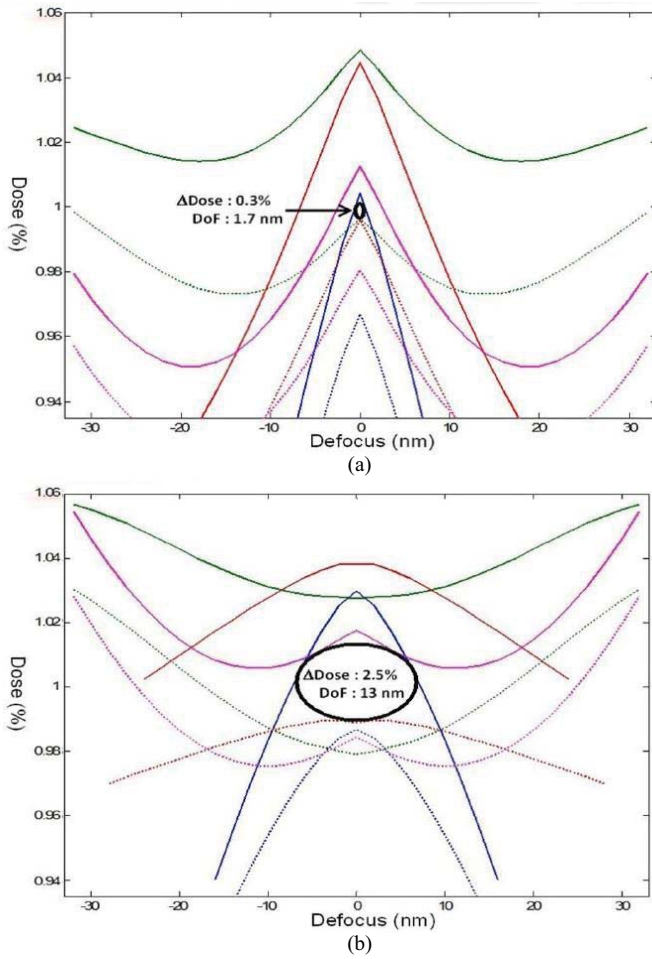 1.06
1.04
1.02
1
0.98
0.96
0.94
Dose (%)
ΔDose : 0.3%
DoF : 1.7 nm
-30
-20
-10
0
10
20
30
Defocus (nm)
(a)
1.06
1.04
1.02
1
0.98
0.96
0.94
Dose (%)
ΔDose : 2.5%
DoF : 13 nm
-30
-20
-10
0
10
20
30
Defocus (nm)
(b)